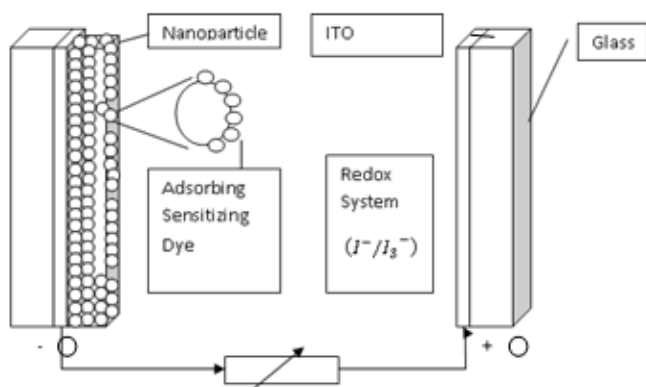 Nanoparticle
ITO
Glass
Adsorbing
Sensitizing
Dye
Redox
System
(I⁻/I₃⁻)
-
+